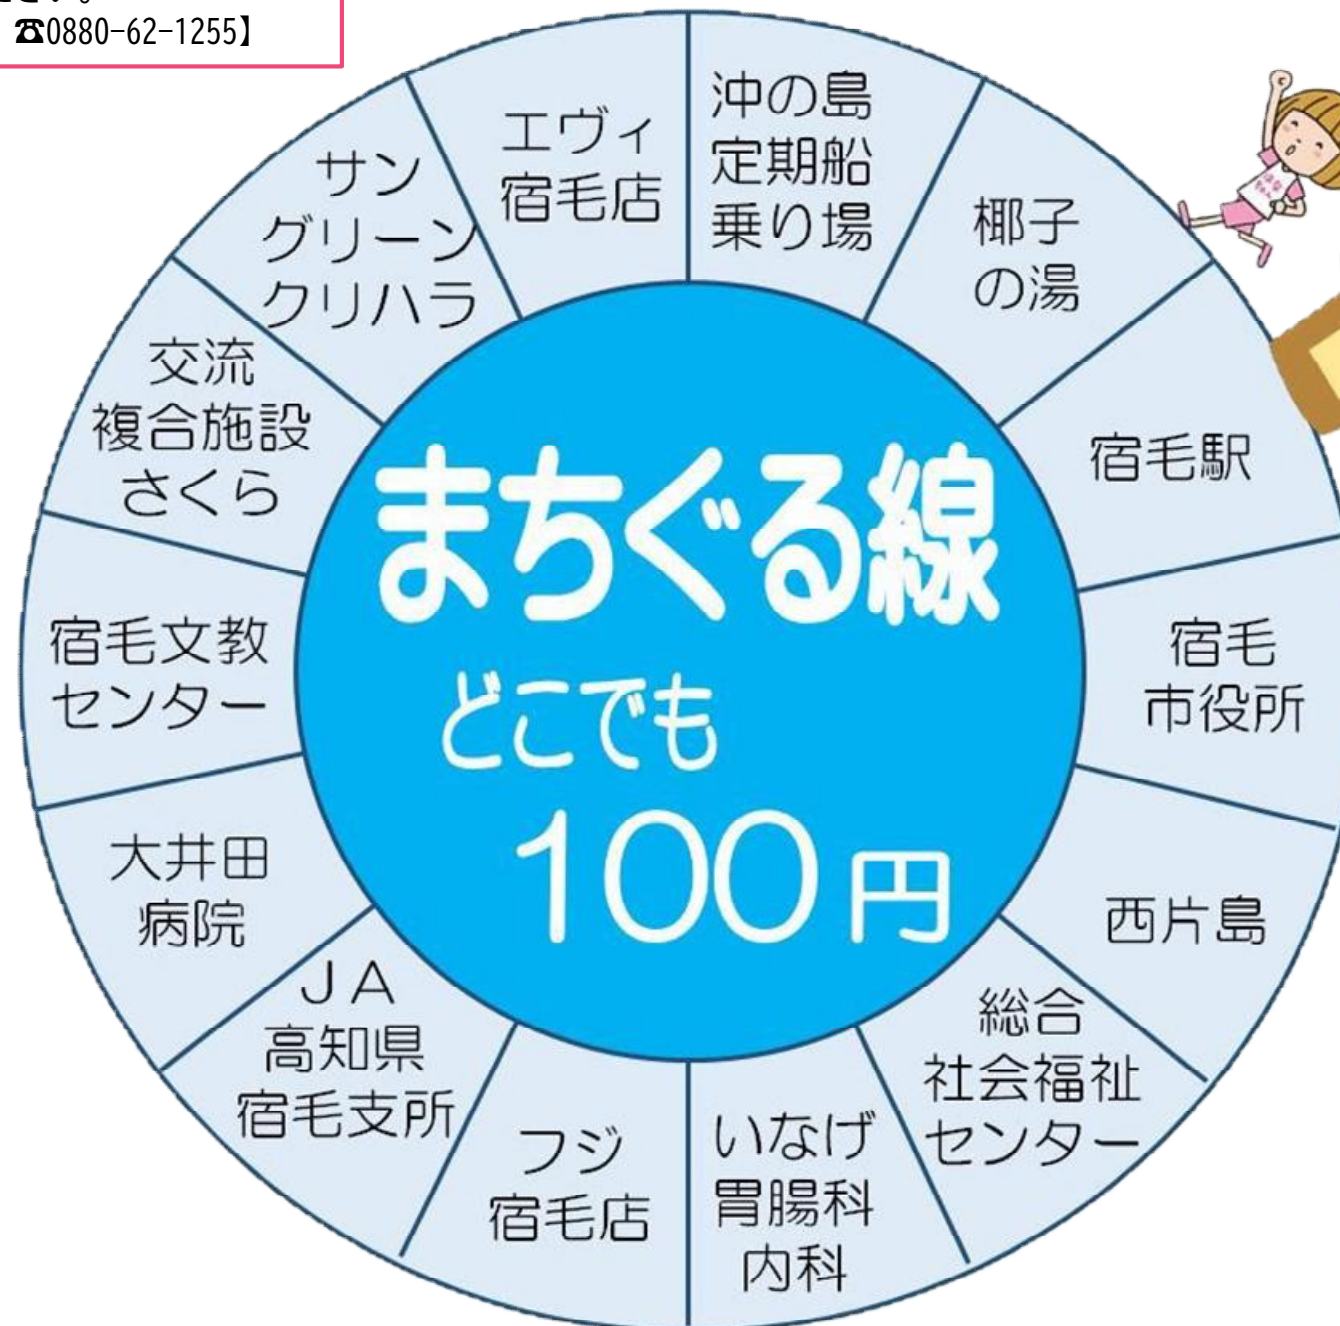 ださい。
☎0880-62-1255】
沖の島
定期船
乗り場
椰子
の湯
宿毛駅
宿毛
市役所
西片島
総合
社会福祉
センター
いなげ
胃腸科
内科
フジ
宿毛店
JA
高知県
宿毛支所
大井田
病院
宿毛文教
センター
交流
複合施設
さくら
サン
グリーン
クリハラ
エヴィ
宿毛店
まちぐる線
どこでも
100円